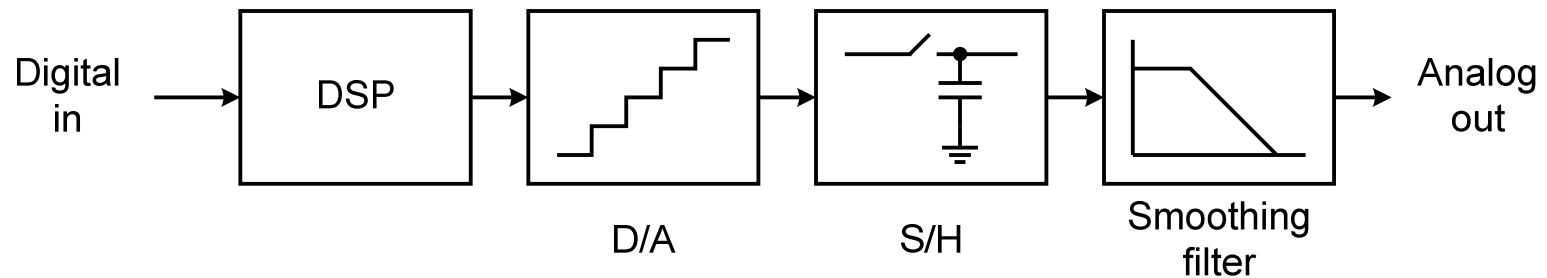 Digital
in
DSP
D/A
S/H
Smoothing
filter
Analog
out